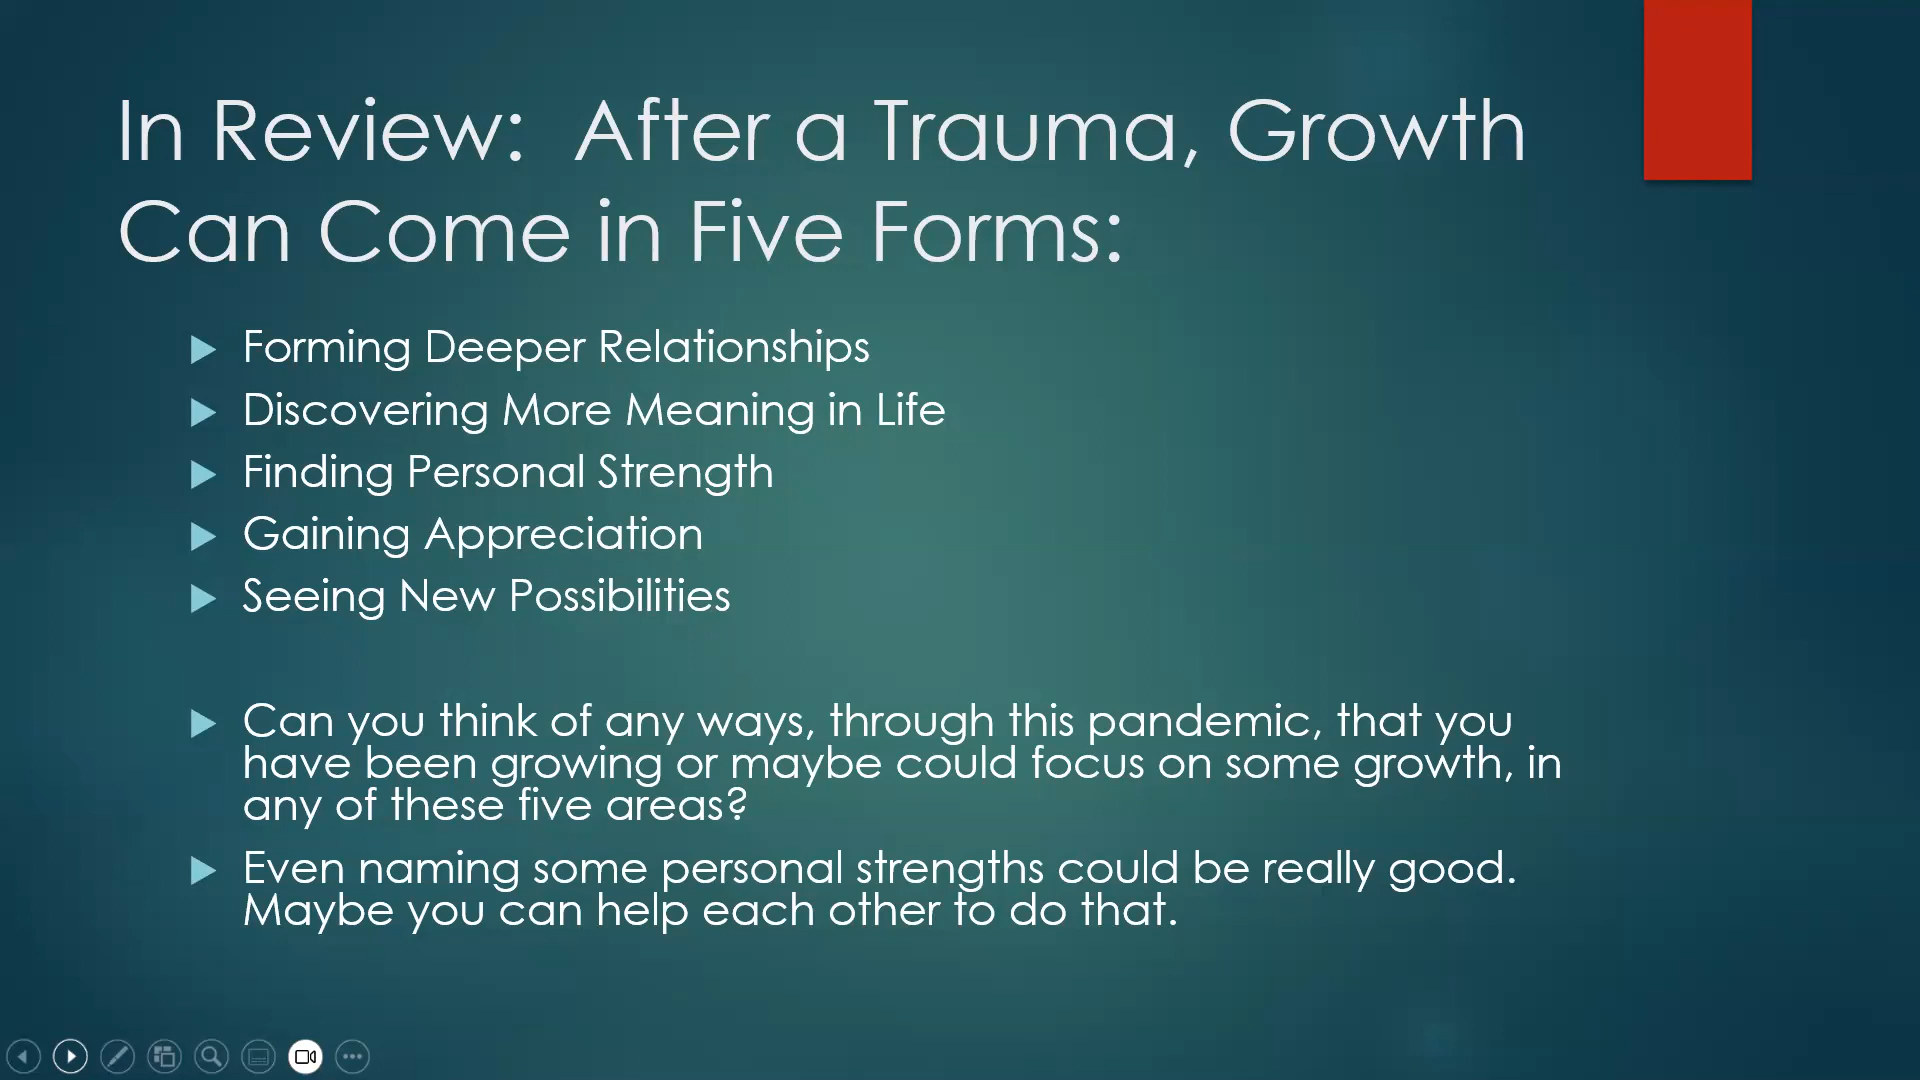 In Review:  After a Trauma, Growth
Can Come in Five Forms:
Forming Deeper Relationships
Discovering More Meaning in Life
Finding Personal Strength
Gaining Appreciation
Seeing New Possibilities
Can you think of any ways, through this pandemic, that you
have been growing or maybe could focus on some growth, in
any of these five areas?
Even naming some personal strengths could be really good.
Maybe you can help each other to do that.